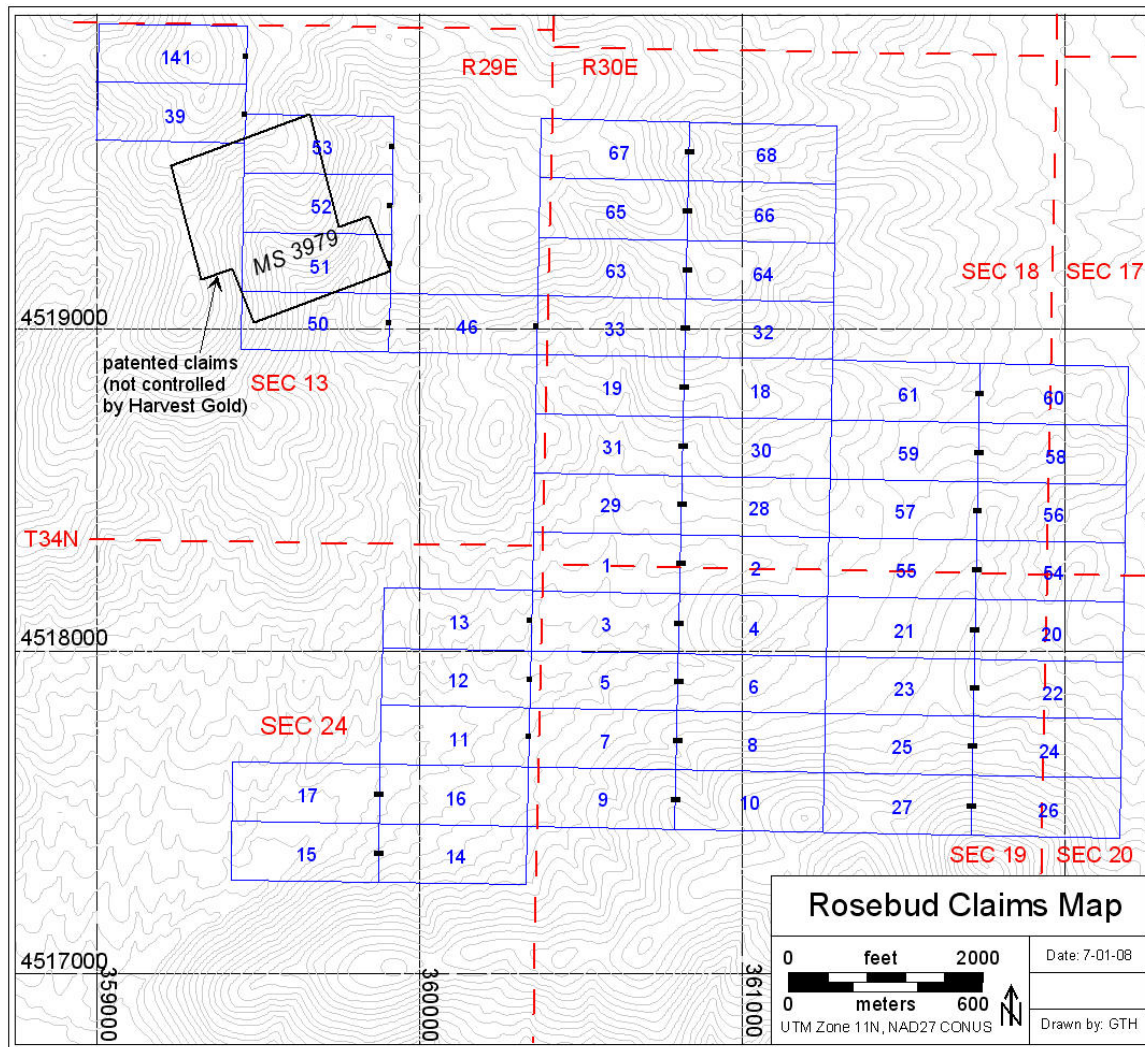 141
R29E R30E
39
53
67 68
52
65 66
MS 3979
51
63 64
SEC 18 SEC 17
4519000
50 46 33 32
patented claims
(not controlled
by Harvest Gold)
SEC 13
19 18 61 60
31 30 59 58
29 28 57 56
T34N
1 2 55 54
13 3 4 21 20
4518000
12 5 6 23 22
SEC 24
11 7 8 25 24
17 16 9 10 27 26
15 14
SEC 19 SEC 20
Rosebud Claims Map
0 feet 2000
0 meters 600
UTM Zone 11N, NAD27 CONUS
N
Date: 7-01-08
Drawn by: GTH
4517000
359000
360000
361000